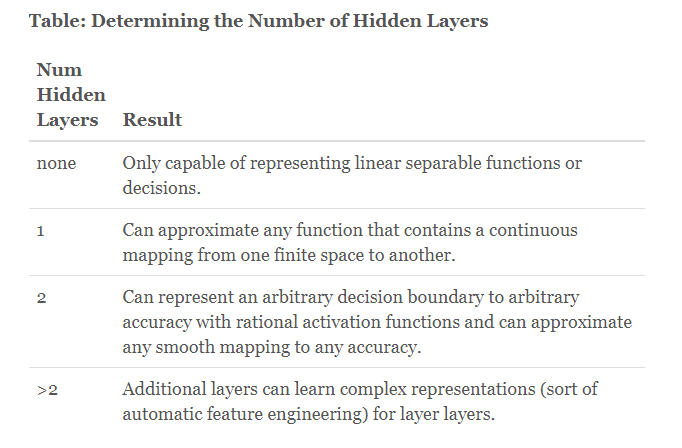 Table: Determining the Number of Hidden Layers
Num
Hidden
Layers Result
none Only capable of representing linear separable functions or
decisions.
1 Can approximate any function that contains a continuous
mapping from one finite space to another.
2 Can represent an arbitrary decision boundary to arbitrary
accuracy with rational activation functions and can approximate
any smooth mapping to any accuracy.
>2 Additional layers can learn complex representations (sort of
automatic feature engineering) for layer layers.